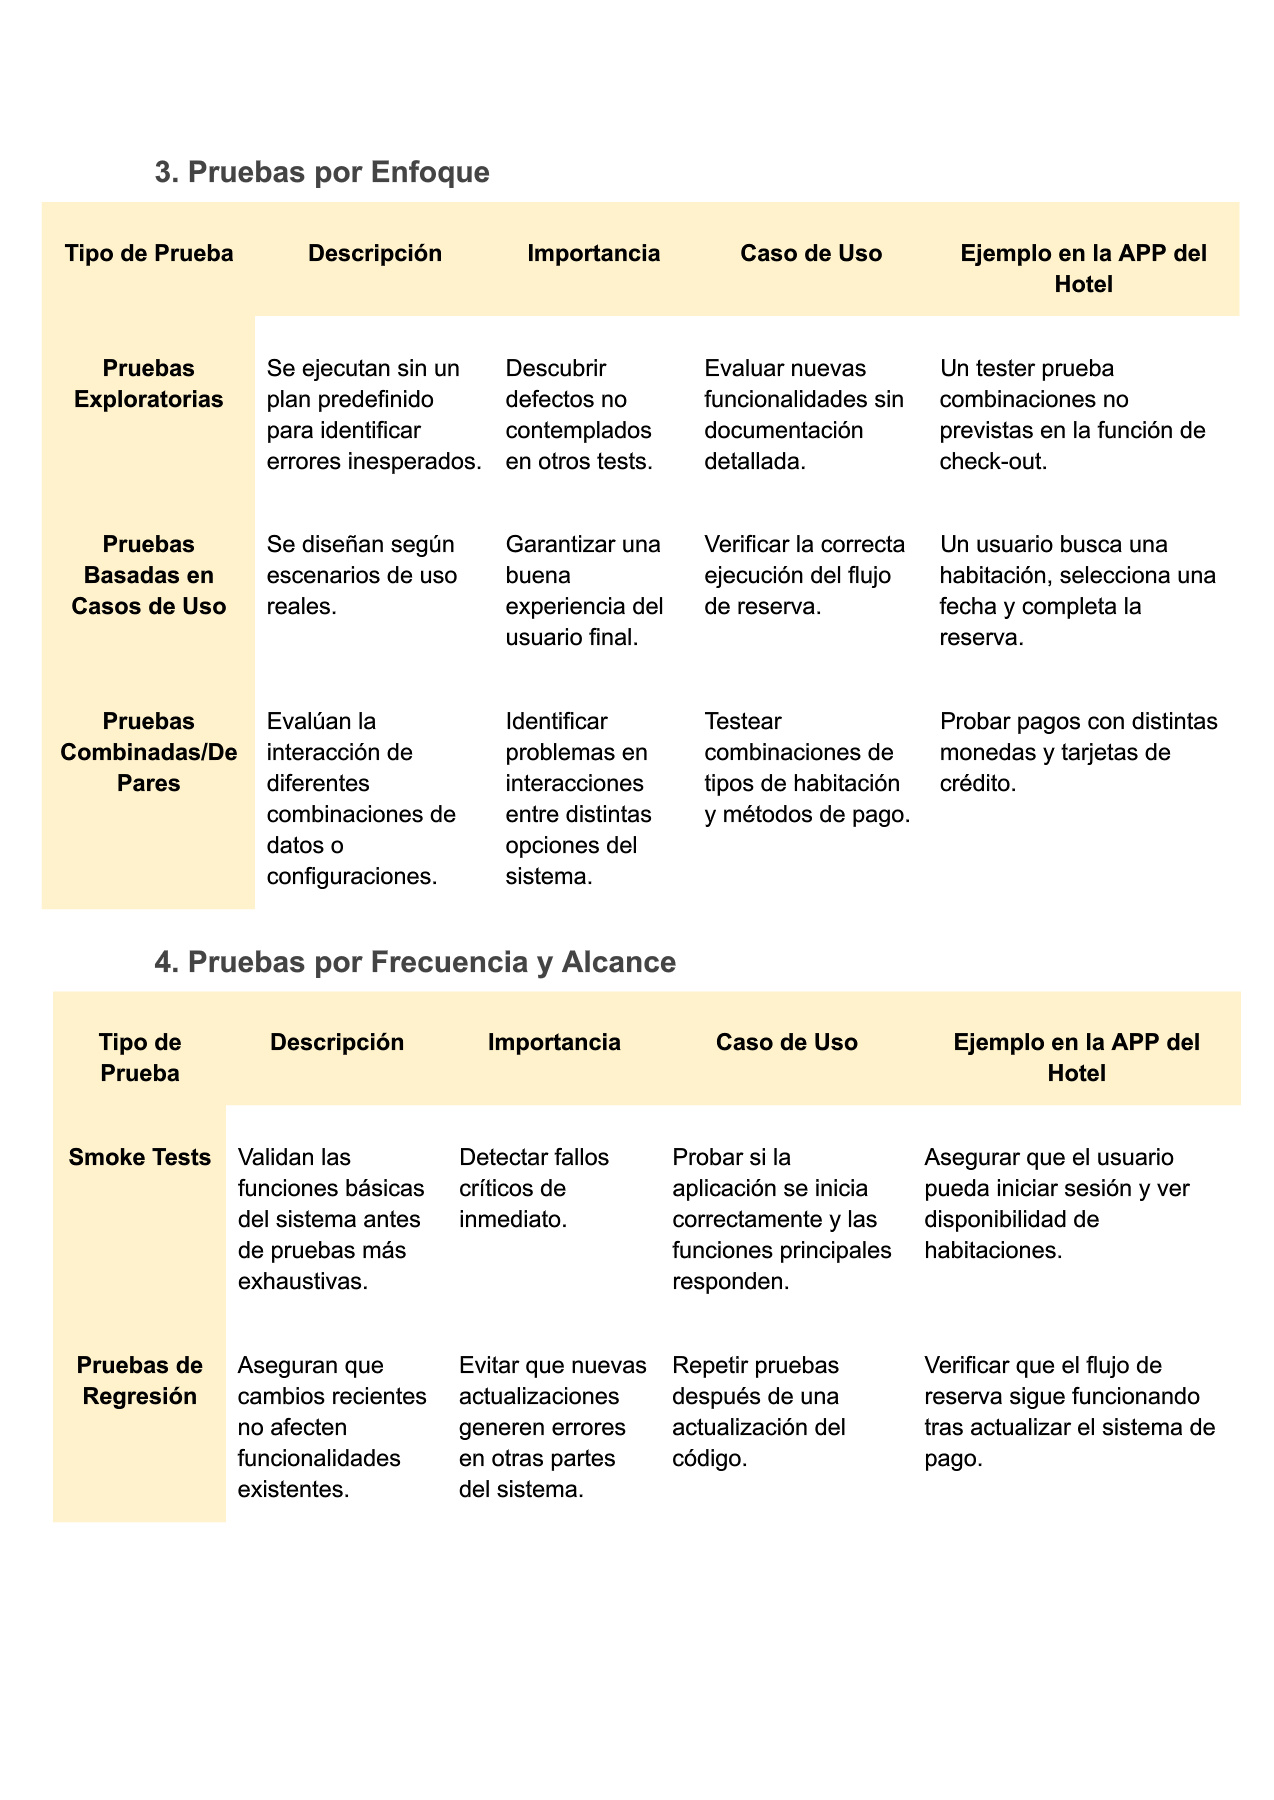 3. Pruebas por Enfoque
Tipo de Prueba
Descripción
Importancia
Caso de Uso
Ejemplo en la APP del
Hotel
Pruebas
Exploratorias
Se ejecutan sin un
plan predefinido
para identificar
errores inesperados.
Descubrir
defectos no
contemplados
en otros tests.
Evaluar nuevas
funcionalidades sin
documentación
detallada.
Un tester prueba
combinaciones no
previstas en la función de
check-out.
Pruebas
Basadas en
Casos de Uso
Se diseñan según
escenarios de uso
reales.
Garantizar una
buena
experiencia del
usuario final.
Verificar la correcta
ejecución del flujo
de reserva.
Un usuario busca una
habitación, selecciona una
fecha y completa la
reserva.
Pruebas
Combinadas/De
Pares
Evalúan la
interacción de
diferentes
combinaciones de
datos o
configuraciones.
Identificar
problemas en
interacciones
entre distintas
opciones del
sistema.
Testear
combinaciones de
tipos de habitación
y métodos de pago.
Probar pagos con distintas
monedas y tarjetas de
crédito.
4. Pruebas por Frecuencia y Alcance
Tipo de
Prueba
Descripción
Importancia
Caso de Uso
Ejemplo en la APP del
Hotel
Smoke Tests
Validan las
funciones básicas
del sistema antes
de pruebas más
exhaustivas.
Detectar fallos
críticos de
inmediato.
Probar si la
aplicación se inicia
correctamente y las
funciones principales
responden.
Asegurar que el usuario
pueda iniciar sesión y ver
disponibilidad de
habitaciones.
Pruebas de
Regresión
Aseguran que
cambios recientes
no afecten
funcionalidades
existentes.
Evitar que nuevas
actualizaciones
generen errores
en otras partes
del sistema.
Repetir pruebas
después de una
actualización del
código.
Verificar que el flujo de
reserva sigue funcionando
tras actualizar el sistema de
pago.